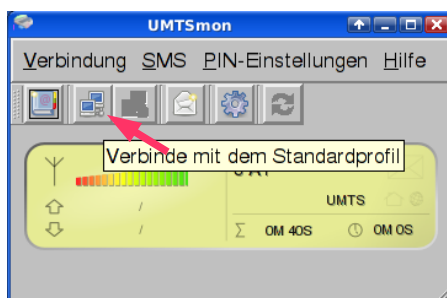 UMTSmon
Verbindung SMS PIN-Einstellungen Hilfe
Verbinde mit dem Standardprofil
UMTS
/
/
Σ 0M 40S 0M 0S